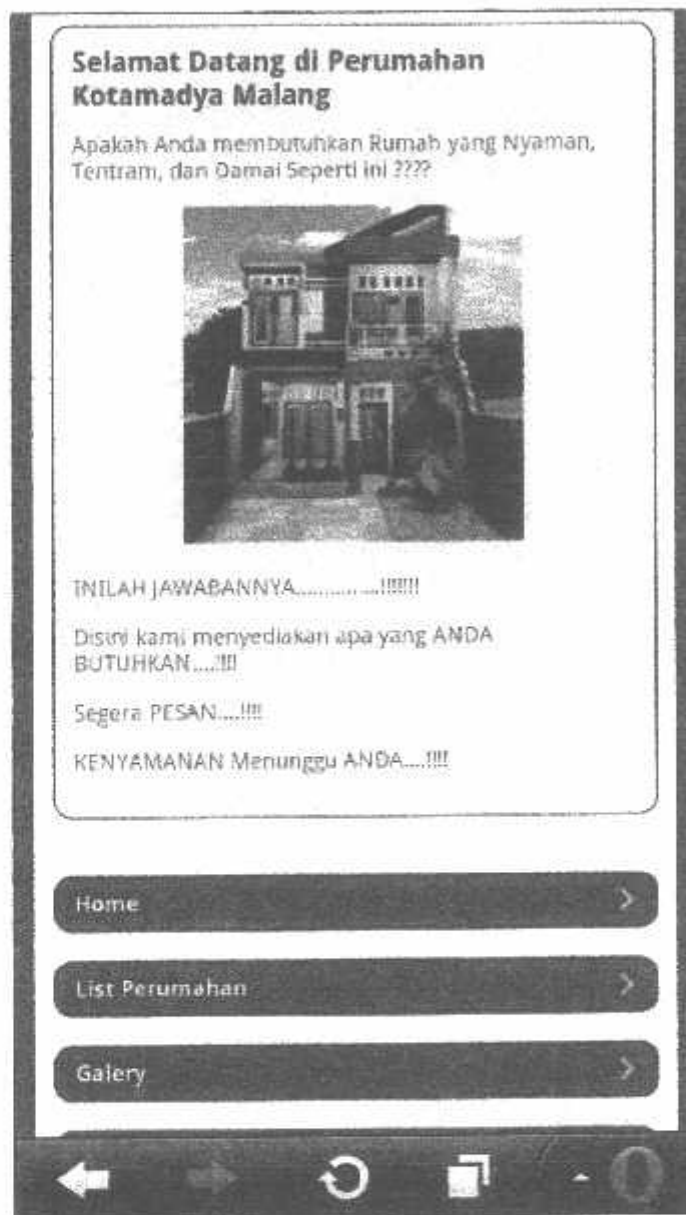 Selamat Datang di Perumahan
Kotamadya Malang
Apakah Anda membutuhkan Rumah yang Nyaman,
Tentram, dan Damai Seperti ini ????
INILAH JAWABANNYA..............!!!!!!!
Disini kami menyediakan apa yang ANDA
BUTUHKAN....!!!!
Segera PESAN....!!!!
KENYAMANAN Menunggu ANDA....!!!!
Home
List Perumahan
Galery